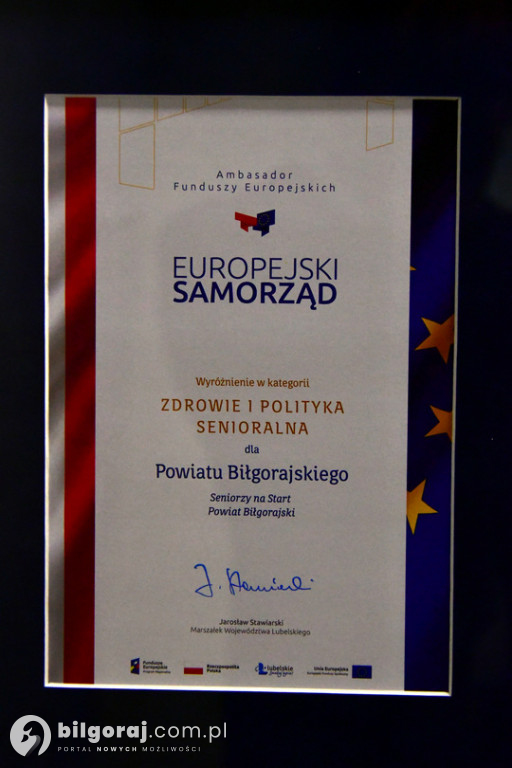 Ambasador
Funduszy Europejskich
EUROPEJSKI
SAMORZĄD
Wyróżnienie w kategorii
ZDROWIE I POLITYKA
SENIORALNA
dla
Powiatu Biłgorajskiego
Seniorzy na Start
Powiat Biłgorajski
J. Stawiarski
Jarosław Stawiarski
Marszałek Województwa Lubelskiego
Fundusze
Europejskie
Rzeczpospolita
Polska
lubelskie
Unia Europejska
bilgoraj.com.pl
PORTAL NOWYCH MOŻLIWOŚCI